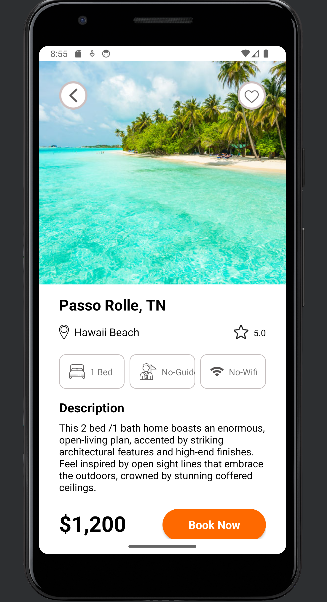 8:55
Passo Rolle, TN
Hawaii Beach
5.0
1 Bed
No-Guide
No-Wifi
Description
This 2 bed /1 bath home boasts an enormous,
open-living plan, accented by striking
architectural features and high-end finishes.
Feel inspired by open sight lines that embrace
the outdoors, crowned by stunning coffered
ceilings.
$1,200
Book Now